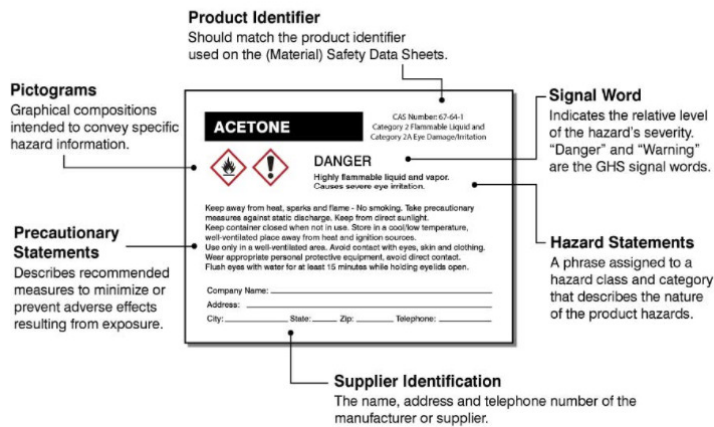 Product Identifier
Should match the product identifier
used on the (Material) Safety Data Sheets.
Pictograms
Graphical compositions
intended to convey specific
hazard information.
Signal Word
Indicates the relative level
of the hazard's severity.
“Danger” and “Warning”
are the GHS signal words.
ACETONE
CAS Number: 67-64-1
Category 2 Flammable Liquid and
Category 2A Eye Damage/Irritation
DANGER
Highly flammable liquid and vapor.
Causes severe eye irritation.
Keep away from heat, sparks and flame - No smoking. Take precautionary
measures against static discharge. Keep from direct sunlight.
Keep container closed when not in use. Store in a cool/low temperature,
well-ventilated place away from heat and ignition sources.
Use only in a well-ventilated area. Avoid contact with eyes, skin and clothing.
Wear appropriate personal protective equipment, avoid direct contact.
Flush eyes with water for at least 15 minutes while holding eyelids open.
Company Name:
Address:
City: State: Zip: Telephone:
Precautionary
Statements
Describes recommended
measures to minimize or
prevent adverse effects
resulting from exposure.
Hazard Statements
A phrase assigned to a
hazard class and category
that describes the nature
of the product hazards.
Supplier Identification
The name, address and telephone number of the
manufacturer or supplier.